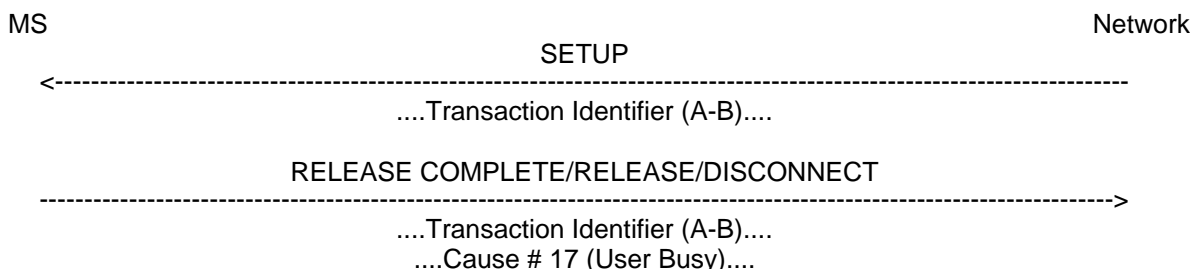 MS Network
SETUP
<------------------------------------------------------------------------------------------------------------------------
....Transaction Identifier (A-B)....
RELEASE COMPLETE/RELEASE/DISCONNECT
------------------------------------------------------------------------------------------------------------------------>
....Transaction Identifier (A-B)....
....Cause # 17 (User Busy)....